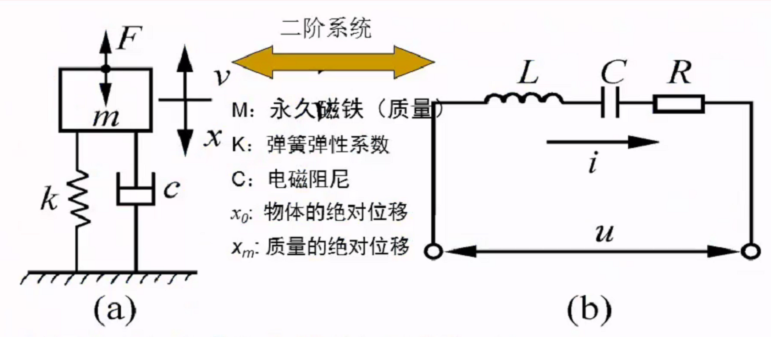 二阶系统
F
v
m
M：永久磁铁（质量）
x
K：弹簧弹性系数
k
c
C：电磁阻尼
x₀: 物体的绝对位移
xₘ: 质量的绝对位移
(a)
L
C
R
i
u
(b)